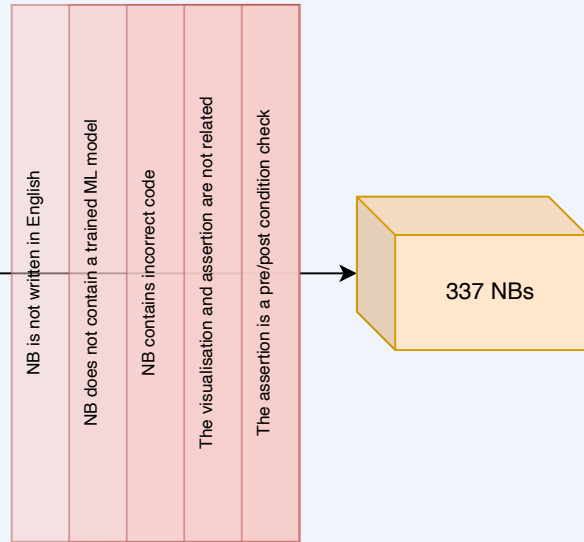 NB is not written in English
NB does not contain a trained ML model
NB contains incorrect code
The visualisation and assertion are not related
The assertion is a pre/post condition check
337 NBs